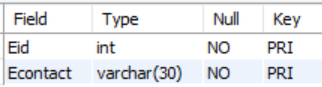 Field Type Null Key
Eid int NO PRI
Econtact varchar(30) NO PRI